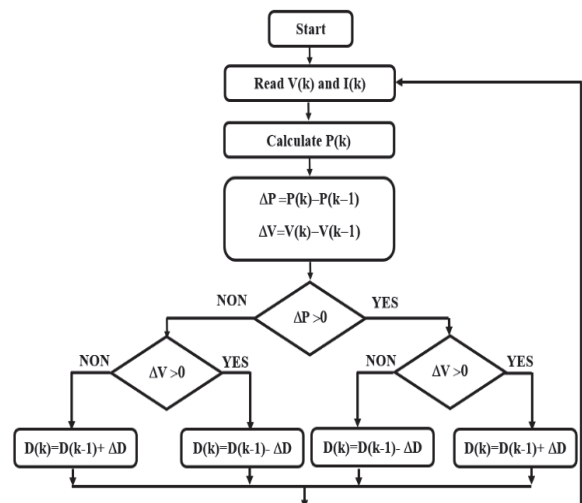 Start
Read V(k) and I(k)
Calculate P(k)
ΔP =P(k)–P(k–1)
ΔV=V(k)–V(k–1)
NON
YES
ΔP >0
NON
YES
NON
YES
ΔV >0
ΔV >0
D(k)=D(k-1)+ ΔD
D(k)=D(k-1)- ΔD
D(k)=D(k-1)- ΔD
D(k)=D(k-1)+ ΔD